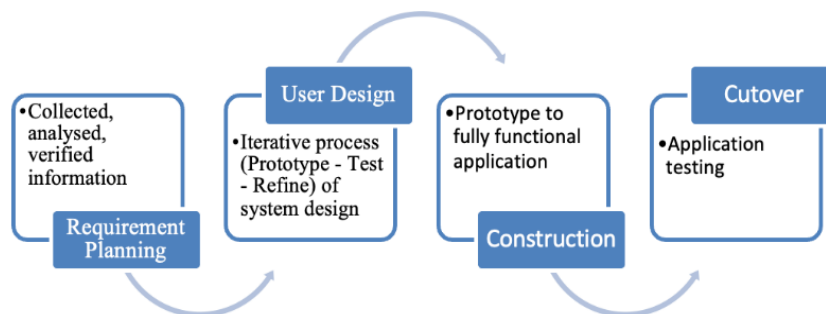 •Collected,
analysed,
verified
information
Requirement
Planning
User Design
•Iterative process
(Prototype - Test
- Refine) of
system design
•Prototype to
fully functional
application
Construction
Cutover
•Application
testing